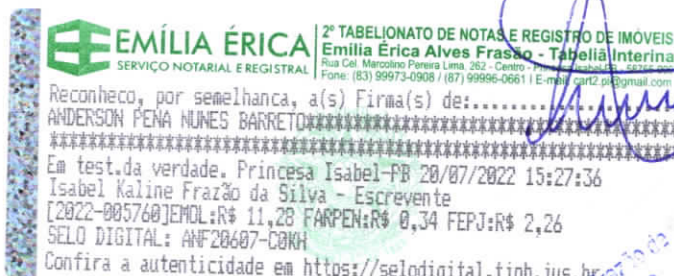 EMÍLIA ÉRICA
SERVIÇO NOTARIAL E REGISTRAL
2º TABELIONATO DE NOTAS E REGISTRO DE IMÓVEIS
Emília Érica Alves Frasão - Tabeliã Interina
Rua Cel. Marcolino Pereira Lima, 262 - Centro -
Fone: (83) 99973-0908 / (87) 99996-0661 | E-mail: cart2.pi@gmail.com
Reconheco, por semelhanca, a(s) Firma(s) de:..........
ANDERSON PENA NUNES BARRETO**********************************
************************************************************
Em test.da verdade. Princesa Isabel-PB 20/07/2022 15:27:36
Isabel Kaline Frazão da Silva - Escrevente
[2022-005760]EMOL:R$ 11,28 FARPEN:R$ 0,34 FEPJ:R$ 2,26
SELO DIGITAL: ANF20607-C0KH
Confira a autenticidade em https://selodigital.tjpb.jus.br